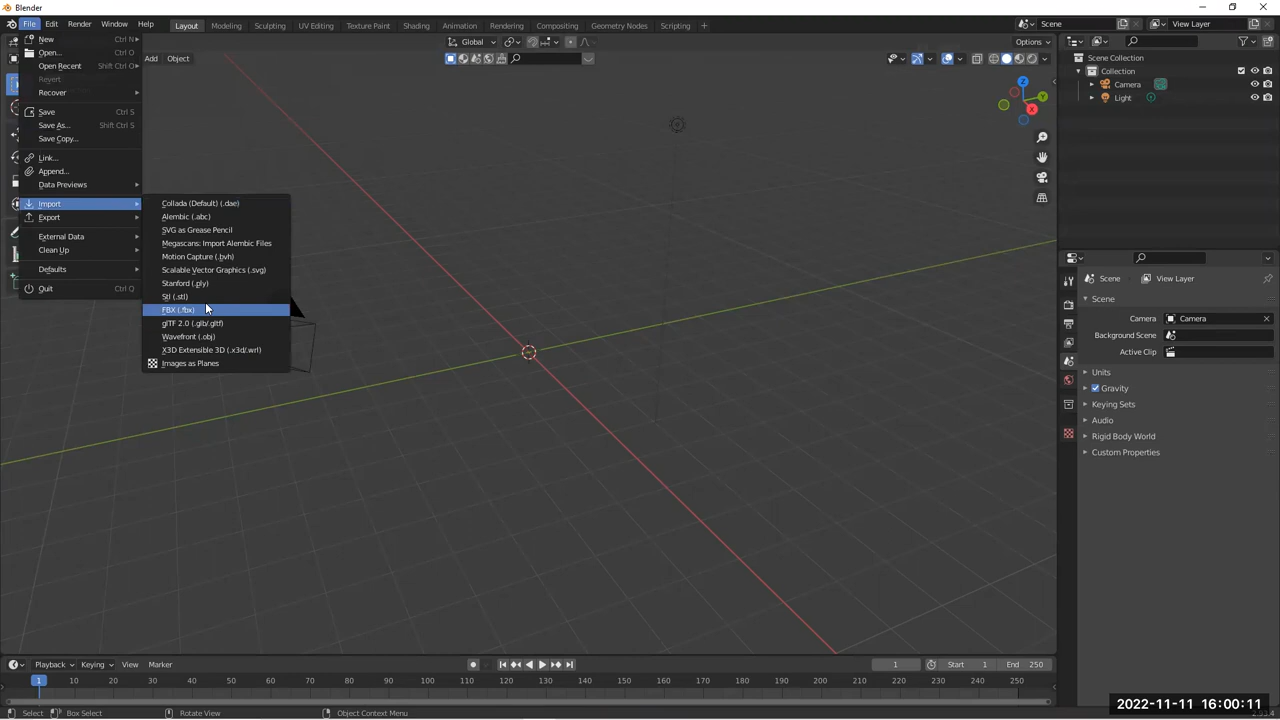 Blender
File Edit Render Window Help Layout Modeling Sculpting UV Editing Texture Paint Shading Animation Rendering Compositing Geometry Nodes Scripting + Scene View Layer
New Ctrl N
Global
Open... Ctrl O
Add Object
Options
Open Recent Shift Ctrl O
Revert
Recover
Save Ctrl S
Save As... Shift Ctrl S
Save Copy...
Link...
Append...
Data Previews
Import
Export
External Data
Clean Up
Defaults
Quit Ctrl Q
Collada (Default) (.dae)
Alembic (.abc)
SVG as Grease Pencil
Megascans: Import Alembic Files
Motion Capture (.bvh)
Scalable Vector Graphics (.svg)
Stanford (.ply)
Stl (.stl)
FBX (.fbx)
glTF 2.0 (.glb/.gltf)
Wavefront (.obj)
X3D Extensible 3D (.x3d/.wrl)
Images as Planes
Z
Y
X
Scene Collection
Collection
Camera
Light
Scene View Layer
Scene
Camera Camera
Background Scene
Active Clip
Units
Gravity
Keying Sets
Audio
Rigid Body World
Custom Properties
Playback Keying View Marker 1 Start 1 End 250
1 10 20 30 40 50 60 70 80 90 100 110 120 130 140 150 160 170 180 190 200 210 220 230 240 250
Select Box Select Rotate View Object Context Menu
2022-11-11 16:00:11